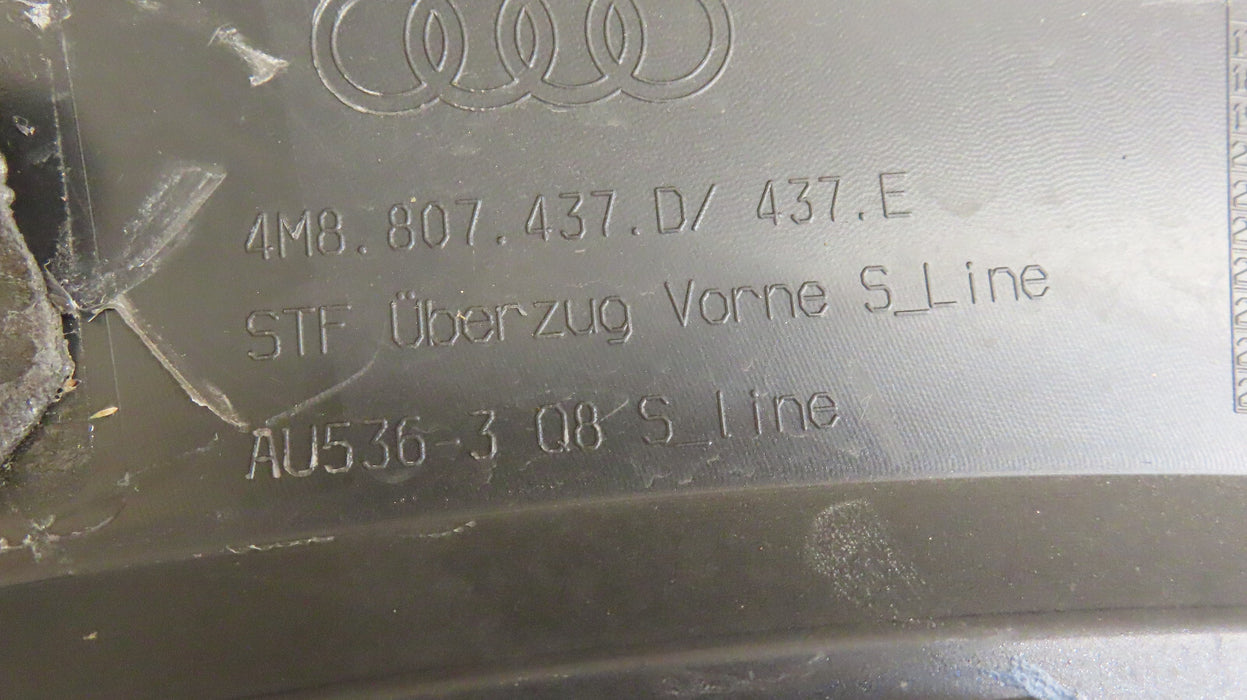 4M8.807.437.D/ 437.E
STF Überzug Vorne S_Line
AU536-3 Q8 S_line